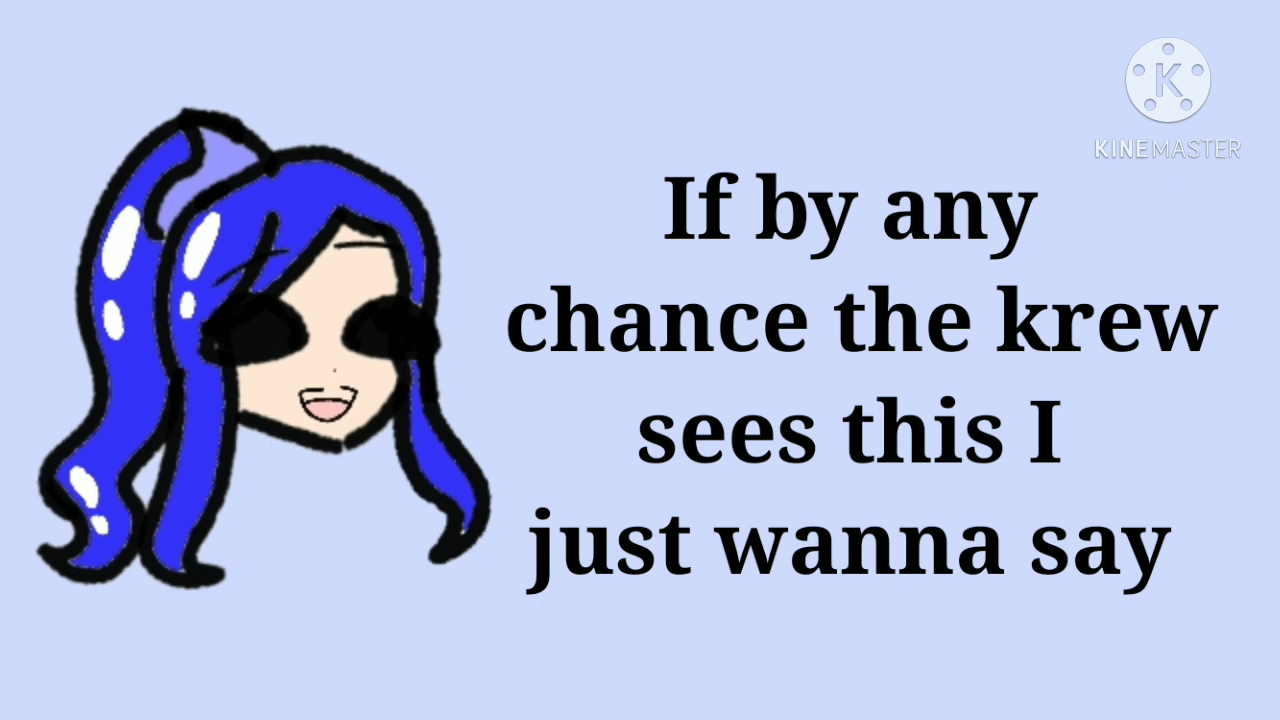 K
KINEMASTER
If by any
chance the krew
sees this I
just wanna say